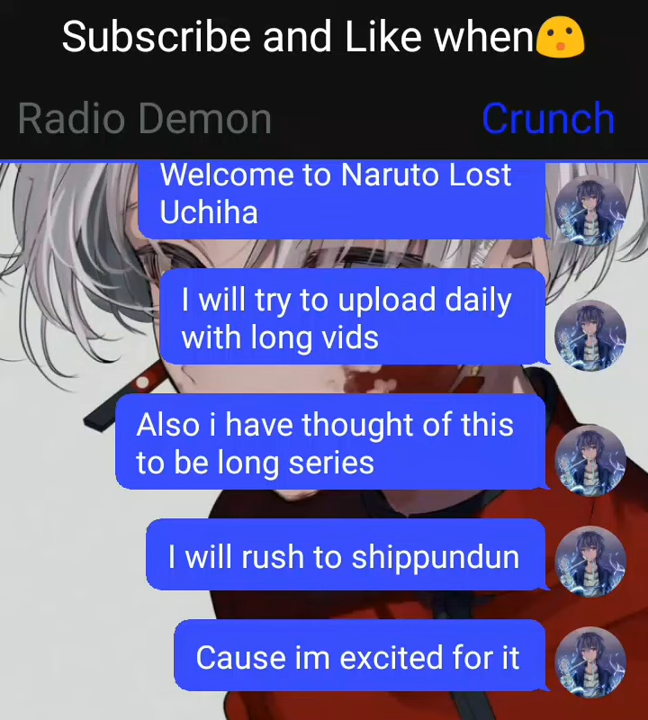 Subscribe and Like when😮
Radio Demon
Crunch
Welcome to Naruto Lost
Uchiha
I will try to upload daily
with long vids
Also i have thought of this
to be long series
I will rush to shippundun
Cause im excited for it